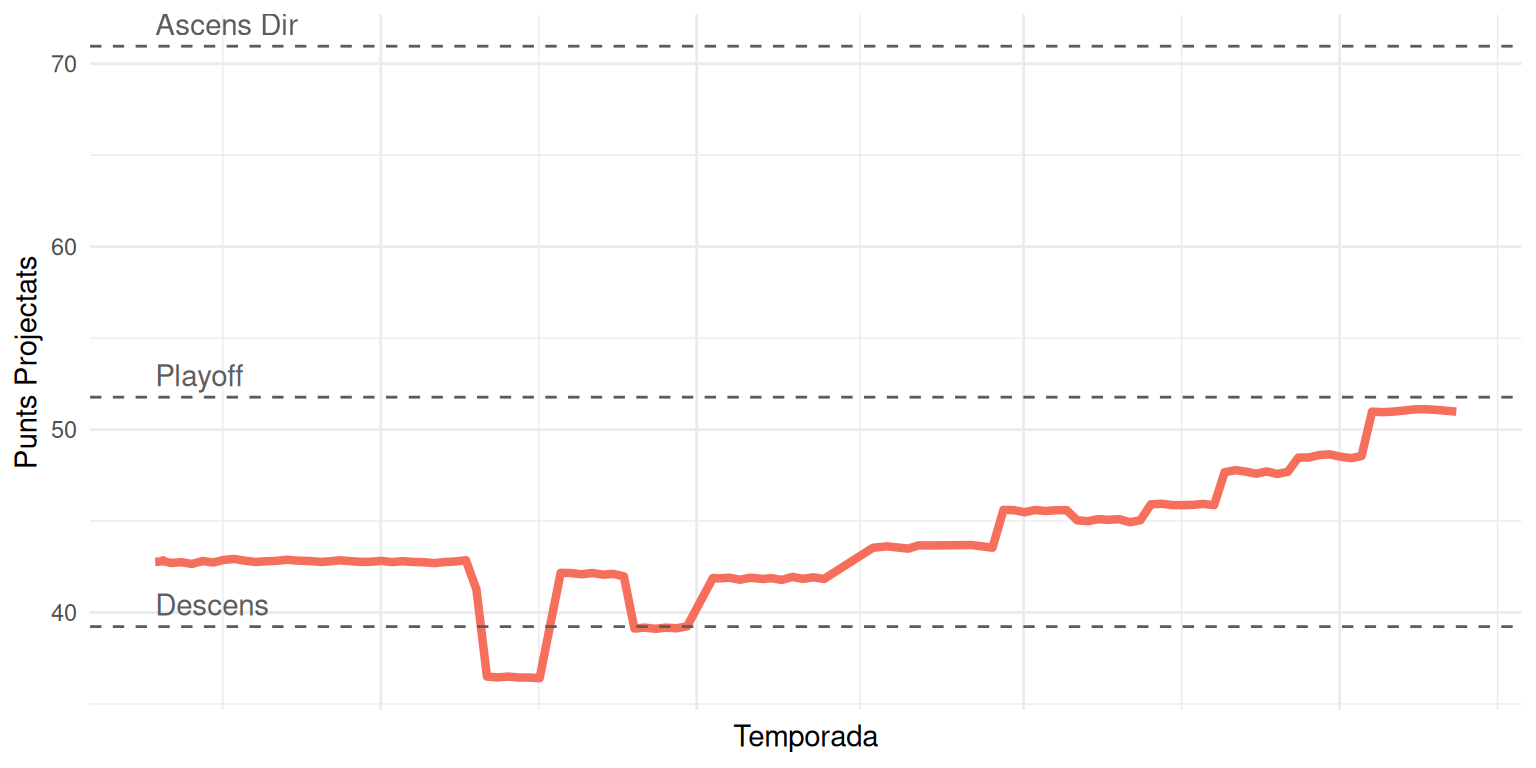 Ascens Dir
70
60
Punts Projectats
Playoff
50
Descens
40
Temporada